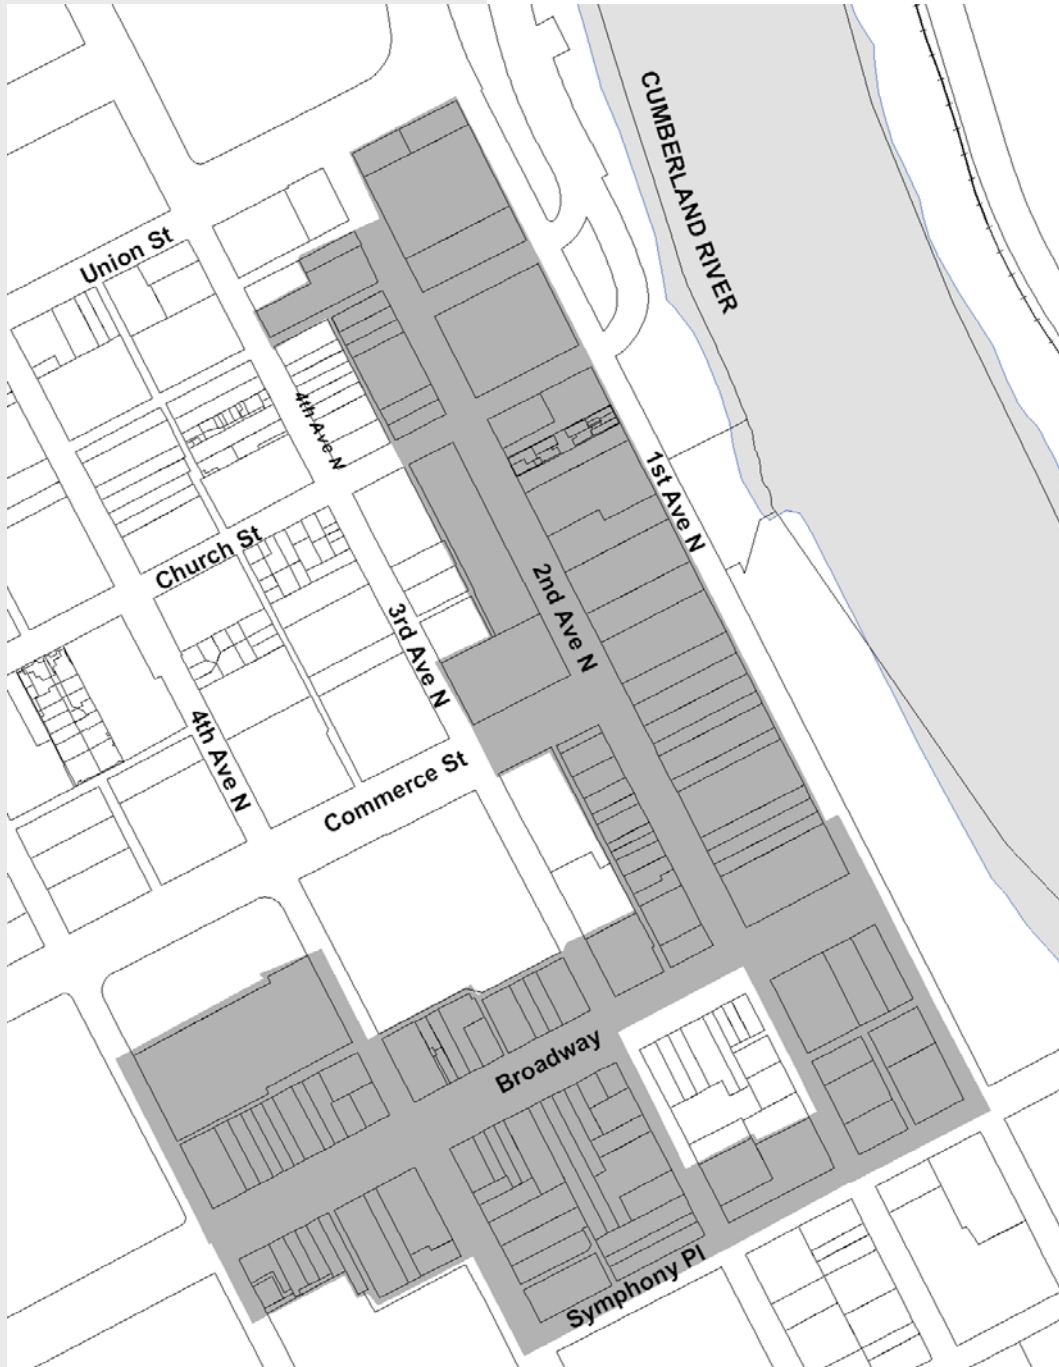 CUMBERLAND RIVER
Union St
4th Ave N
1st Ave N
Church St
2nd Ave N
3rd Ave N
4th Ave N
Commerce St
Broadway
Symphony Pl